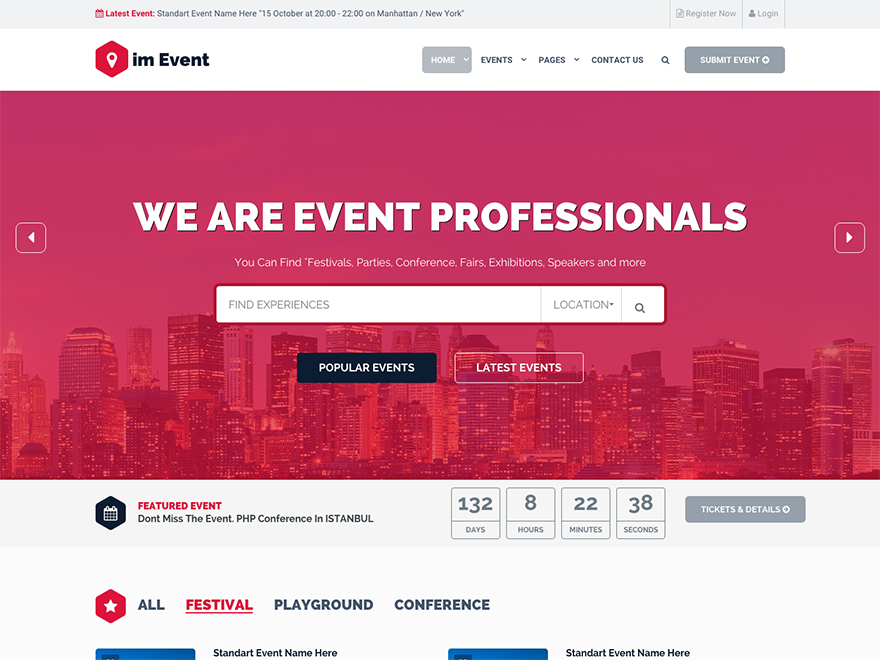 Latest Event: Standart Event Name Here "15 October at 20:00 - 22:00 on Manhattan / New York"
Register Now
Login
im Event
HOME
EVENTS
PAGES
CONTACT US
SUBMIT EVENT
WE ARE EVENT PROFESSIONALS
You Can Find "Festivals, Parties, Conference, Fairs, Exhibitions, Speakers and more
FIND EXPERIENCES
LOCATION
POPULAR EVENTS
LATEST EVENTS
FEATURED EVENT
Dont Miss The Event. PHP Conference In ISTANBUL
132
8
22
38
DAYS
HOURS
MINUTES
SECONDS
TICKETS & DETAILS
ALL
FESTIVAL
PLAYGROUND
CONFERENCE
Standart Event Name Here
Standart Event Name Here